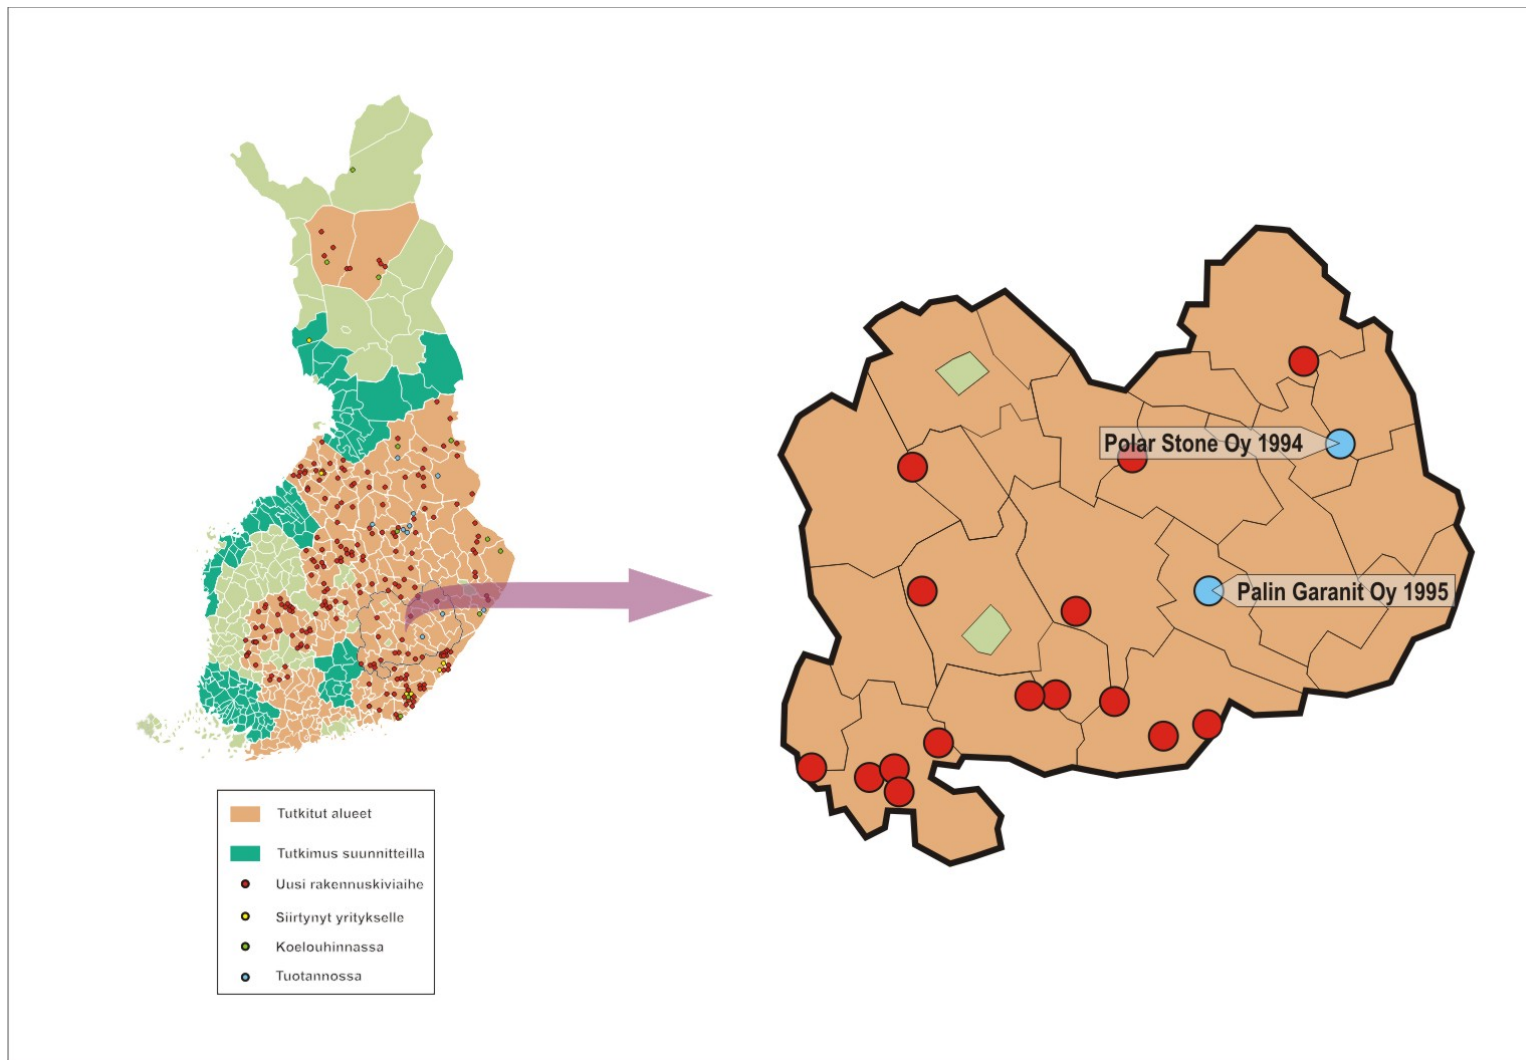 Polar Stone Oy 1994
Palin Garanit Oy 1995
Tutkitut alueet
Tutkimus suunnitteilla
Uusi rakennuskiviaihe
Siirtynyt yritykselle
Koelouhinnassa
Tuotannossa